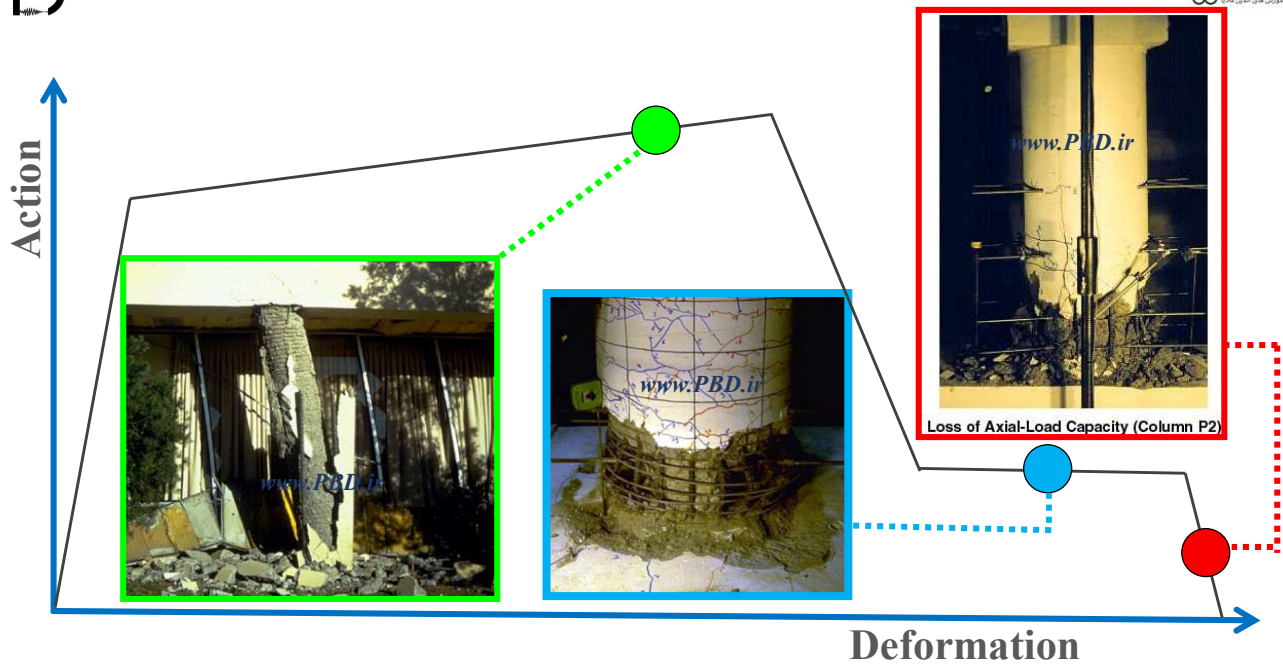 Action
www.PBD.ir
www.PBD.ir
www.PBD.ir
Loss of Axial-Load Capacity (Column P2)
Deformation